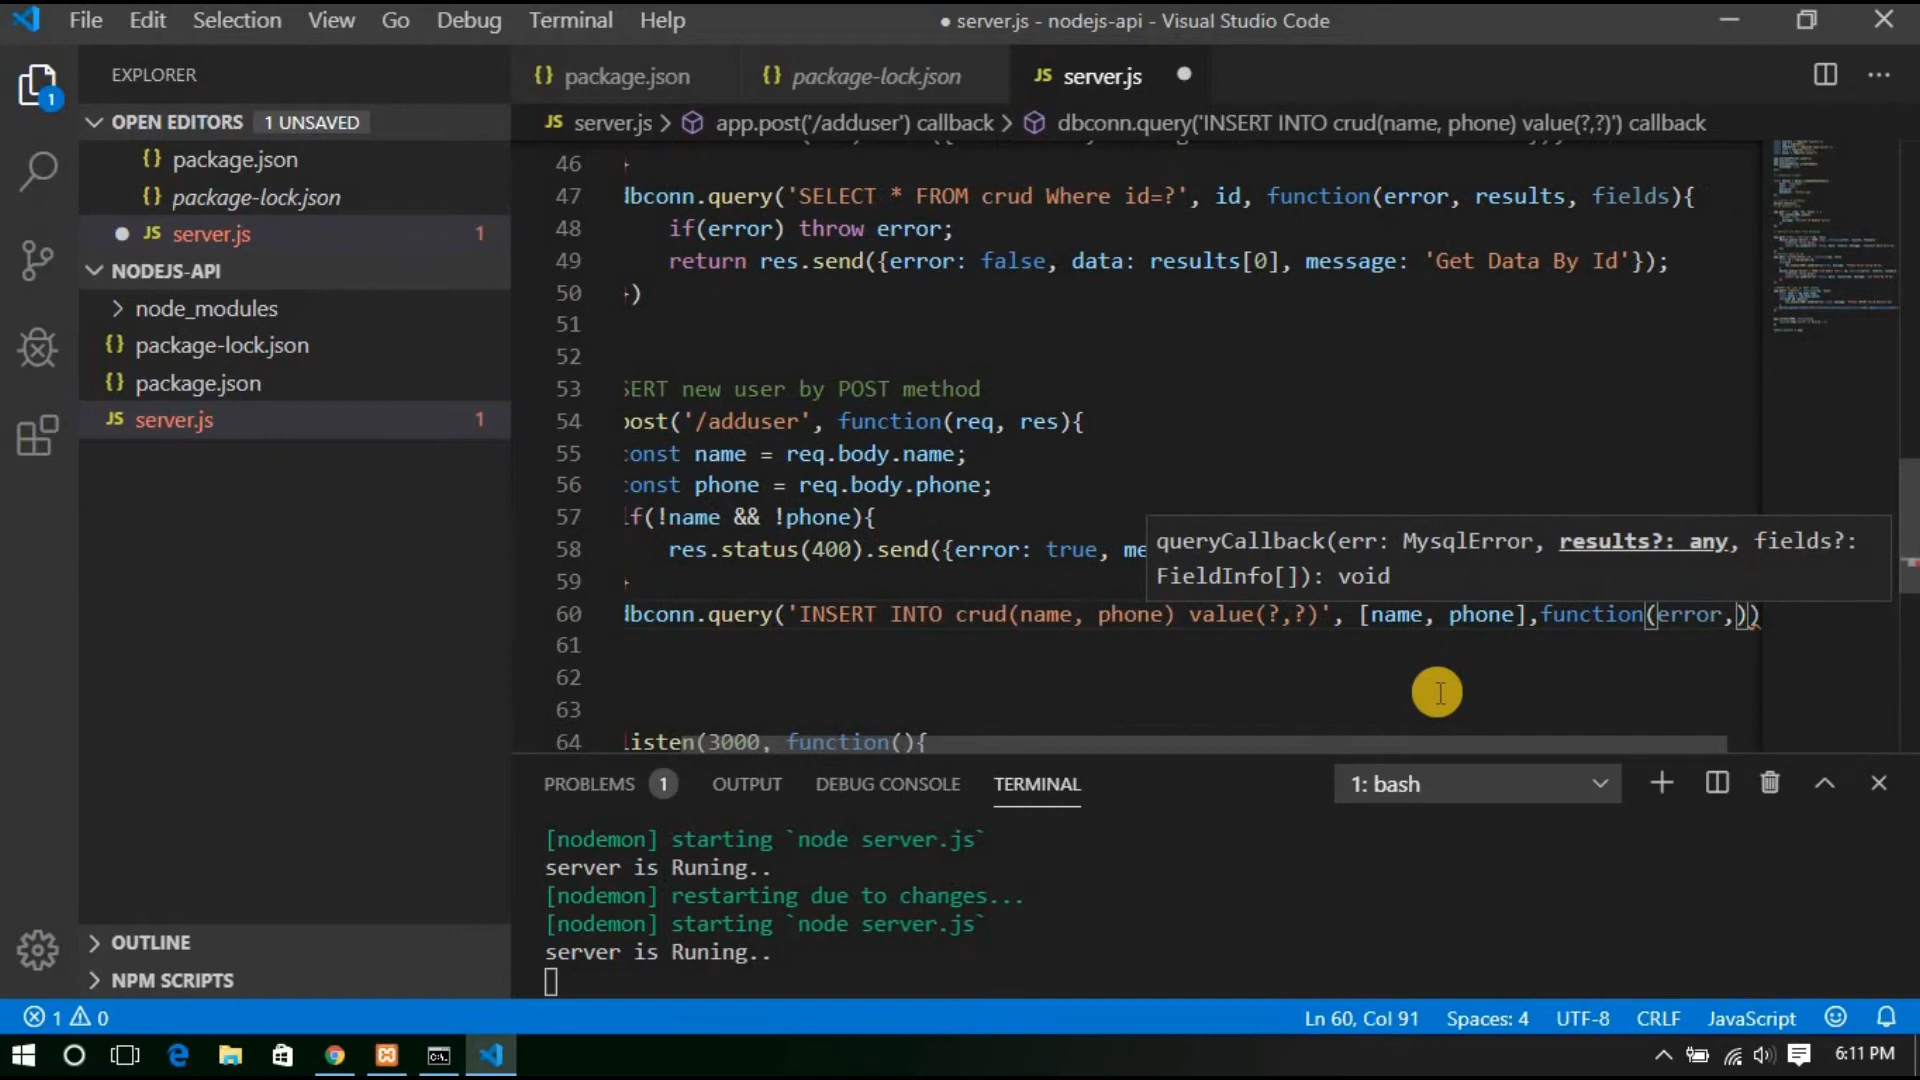 File Edit Selection View Go Debug Terminal Help
● server.js - nodejs-api - Visual Studio Code
EXPLORER
{} package.json
{} package-lock.json
JS server.js ●
OPEN EDITORS 1 UNSAVED
JS server.js > app.post('/adduser') callback > dbconn.query('INSERT INTO crud(name, phone) value(?,?)') callback
{} package.json
{} package-lock.json
● JS server.js 1
NODEJS-API
node_modules
{} package-lock.json
{} package.json
JS server.js 1
46 }
47 dbconn.query('SELECT * FROM crud Where id=?', id, function(error, results, fields){
48 if(error) throw error;
49 return res.send({error: false, data: results[0], message: 'Get Data By Id'});
50 })
51
52
53 SERT new user by POST method
54 post('/adduser', function(req, res){
55 const name = req.body.name;
56 const phone = req.body.phone;
57 if(!name && !phone){
58 res.status(400).send({error: true, me
59 }
queryCallback(err: MysqlError, results?: any, fields?:
FieldInfo[]): void
60 dbconn.query('INSERT INTO crud(name, phone) value(?,?)', [name, phone],function(error,))
61
62
63
64 listen(3000, function(){
PROBLEMS 1 OUTPUT DEBUG CONSOLE TERMINAL 1: bash
[nodemon] starting `node server.js`
server is Runing..
[nodemon] restarting due to changes...
[nodemon] starting `node server.js`
server is Runing..
OUTLINE
NPM SCRIPTS
1 0
Ln 60, Col 91 Spaces: 4 UTF-8 CRLF JavaScript
1
6:11 PM